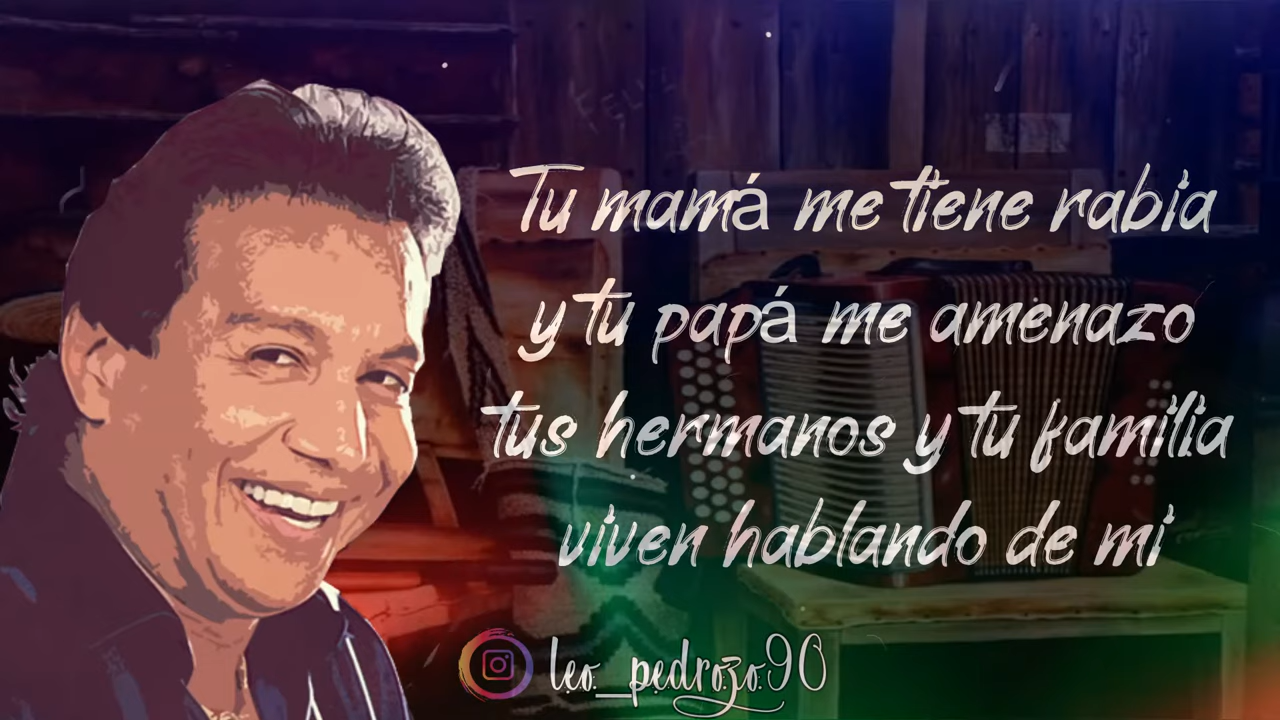 Tu mamá me tiene rabia
y tu papá me amenazo
tus hermanos y tu familia
viven hablando de mi
leo_pedrozo90